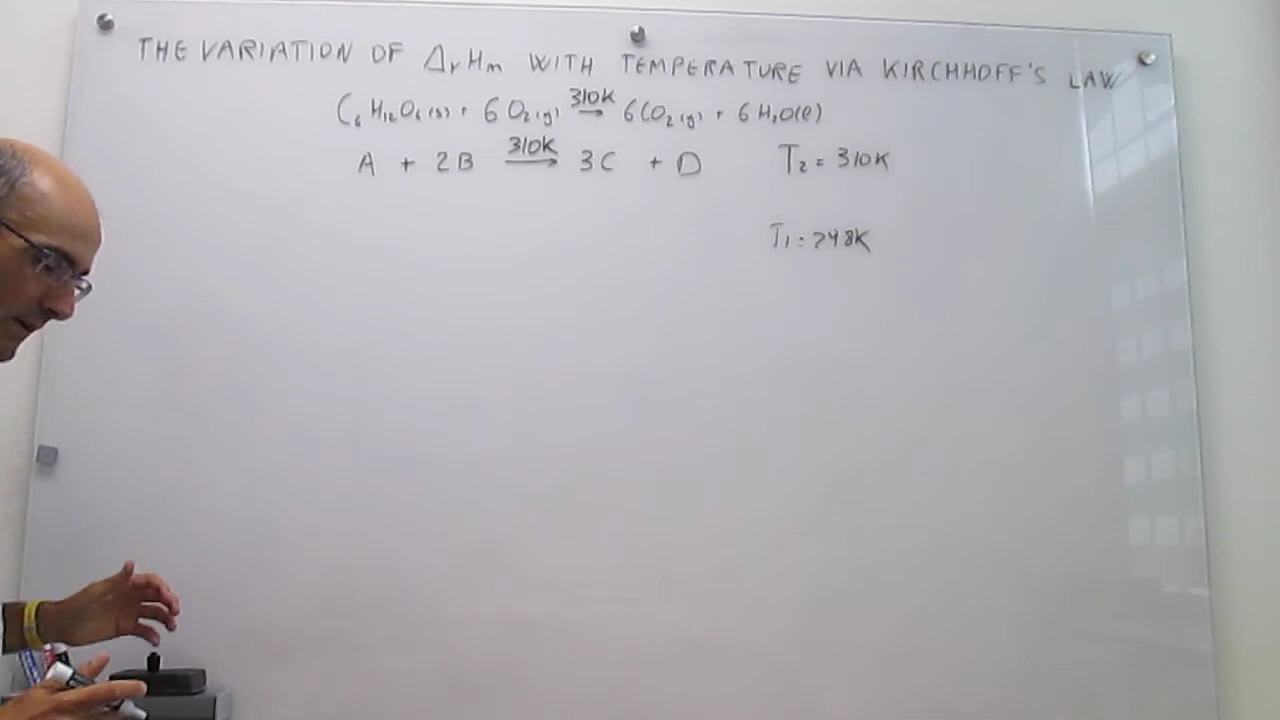 THE VARIATION OF ΔrHm WITH TEMPERATURE VIA KIRCHHOFF'S LAW
C₆H₁₂O₆(s) + 6O₂(g) 310K → 6CO₂(g) + 6H₂O(l)
A + 2B 310K → 3C + D T₂ = 310K
T₁ = 298K